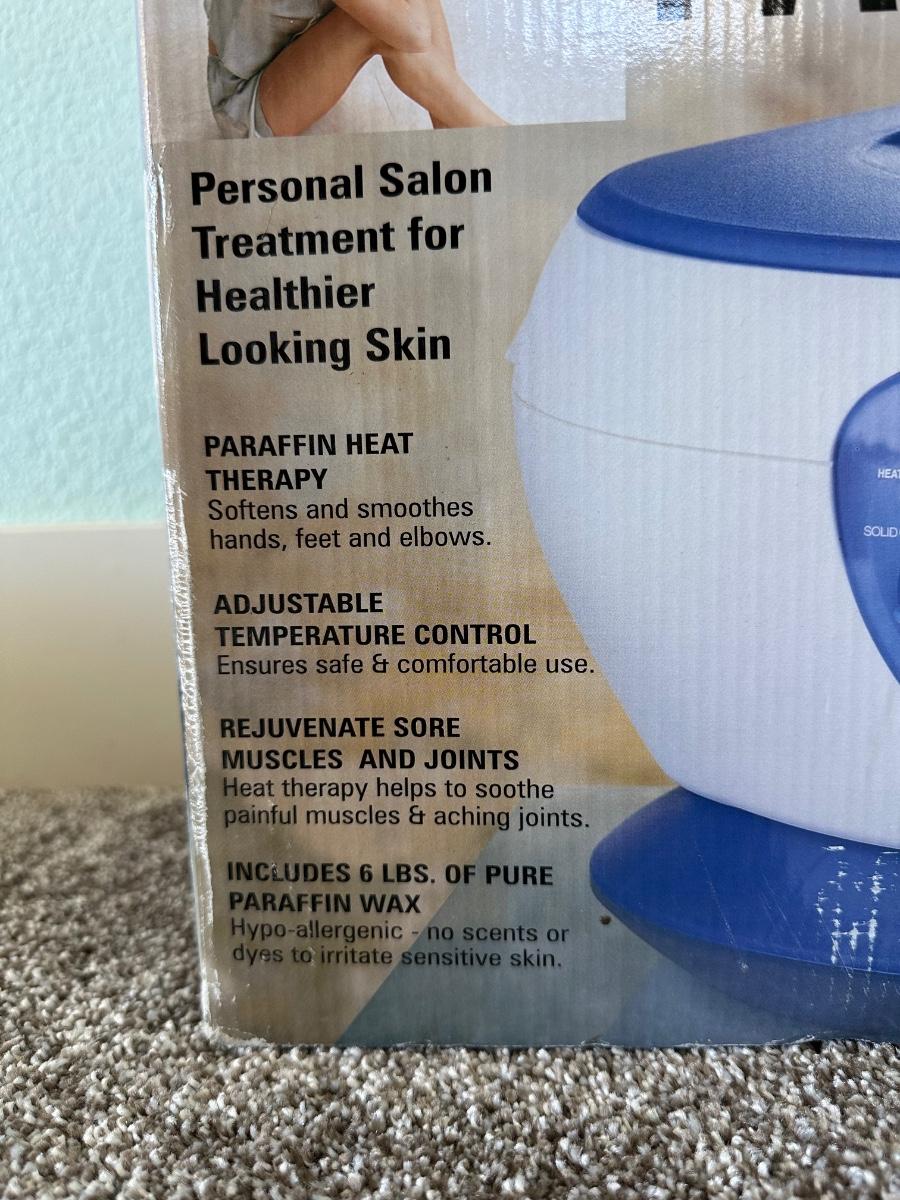 Personal Salon
Treatment for
Healthier
Looking Skin
PARAFFIN HEAT
THERAPY
Softens and smoothes
hands, feet and elbows.
ADJUSTABLE
TEMPERATURE CONTROL
Ensures safe & comfortable use.
REJUVENATE SORE
MUSCLES AND JOINTS
Heat therapy helps to soothe
painful muscles & aching joints.
INCLUDES 6 LBS. OF PURE
PARAFFIN WAX
Hypo-allergenic - no scents or
dyes to irritate sensitive skin.
HEAT
SOLID